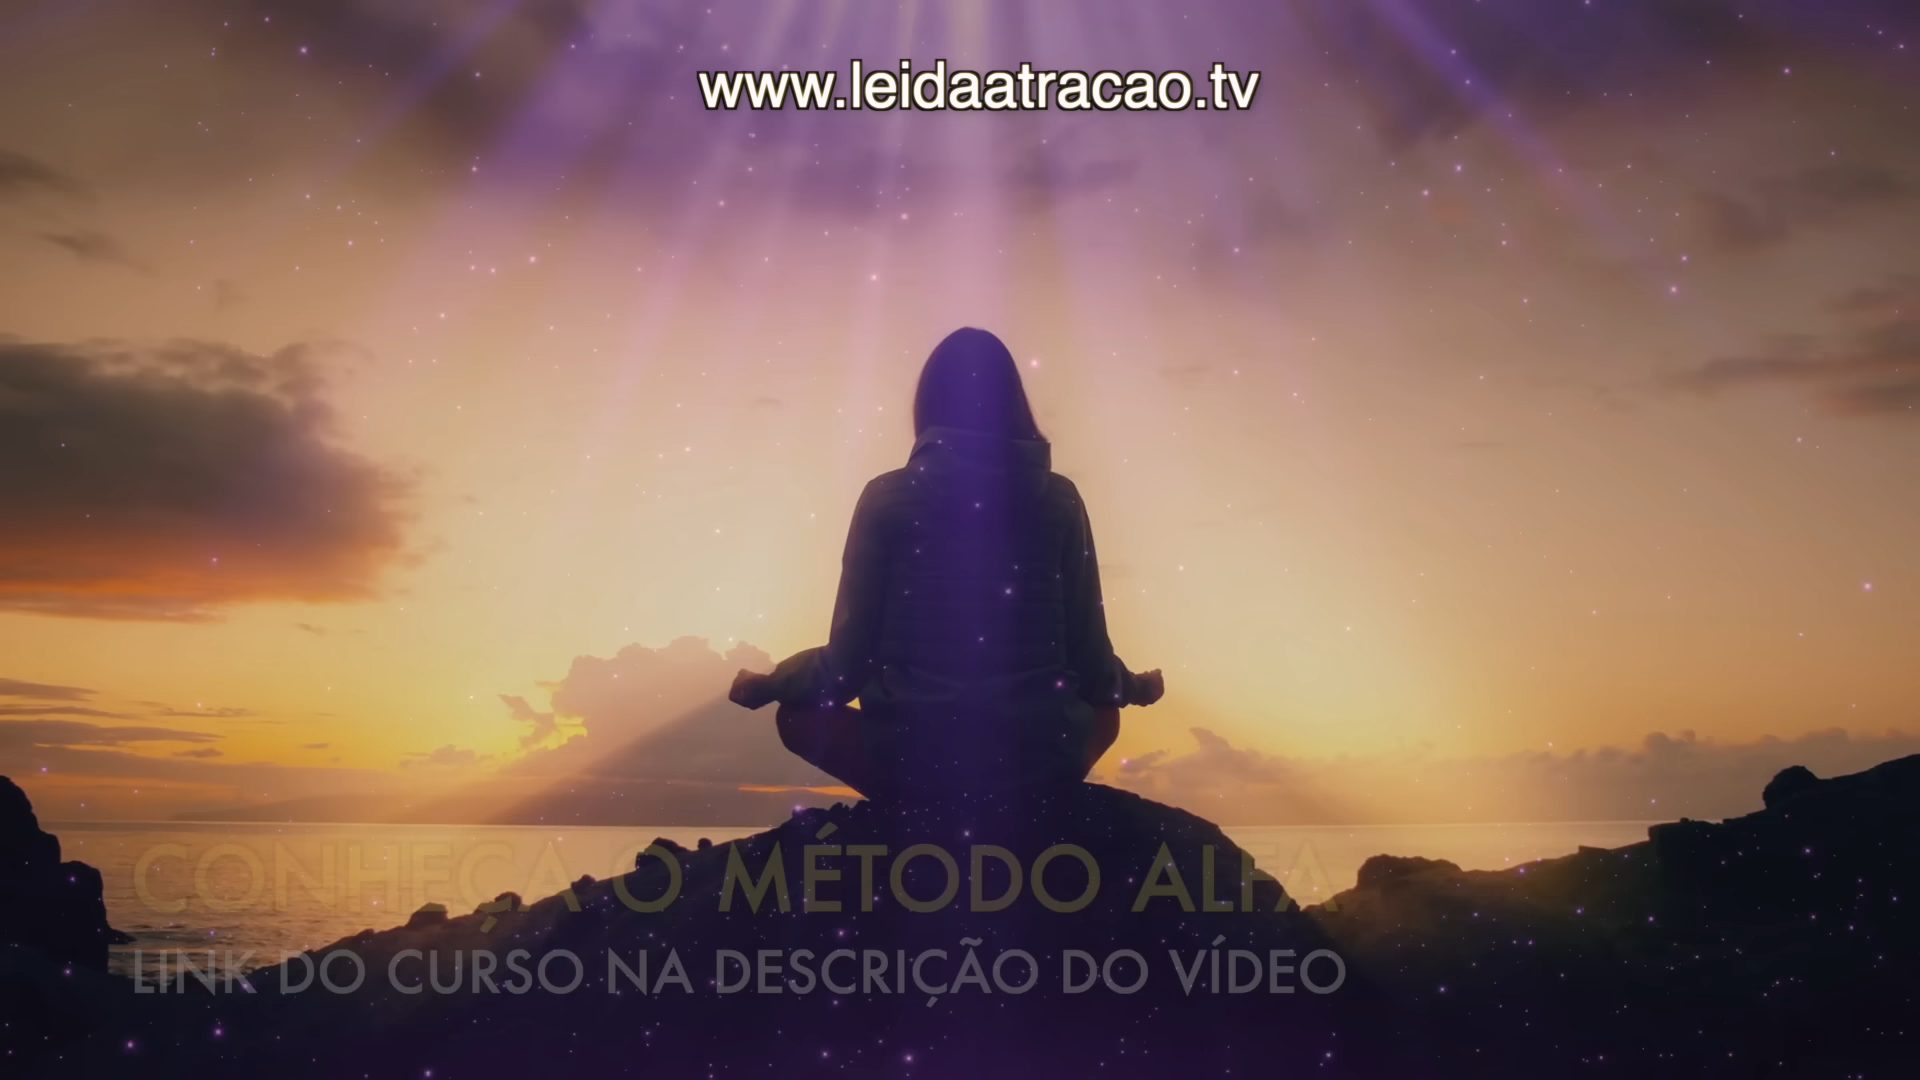 www.leidaatracao.tv
CONHEÇA O MÉTODO ALFA
LINK DO CURSO NA DESCRIÇÃO DO VÍDEO